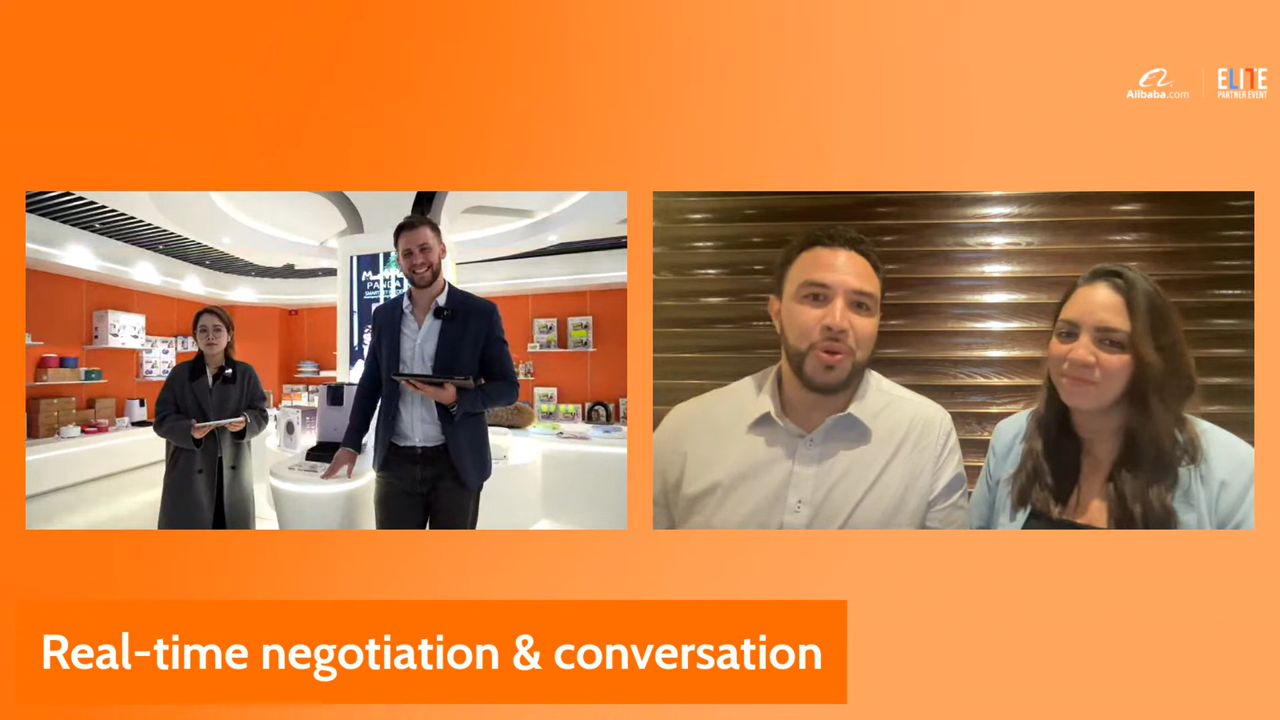 Alibaba.com
ELITE
PARTNER EVENT
PANDA
Real-time negotiation & conversation